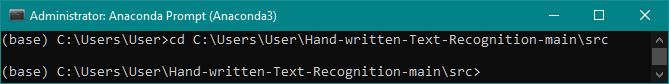 Administrator: Anaconda Prompt (Anaconda3)
(base) C:\Users\User>cd C:\Users\User\Hand-written-Text-Recognition-main\src
(base) C:\Users\User\Hand-written-Text-Recognition-main\src>